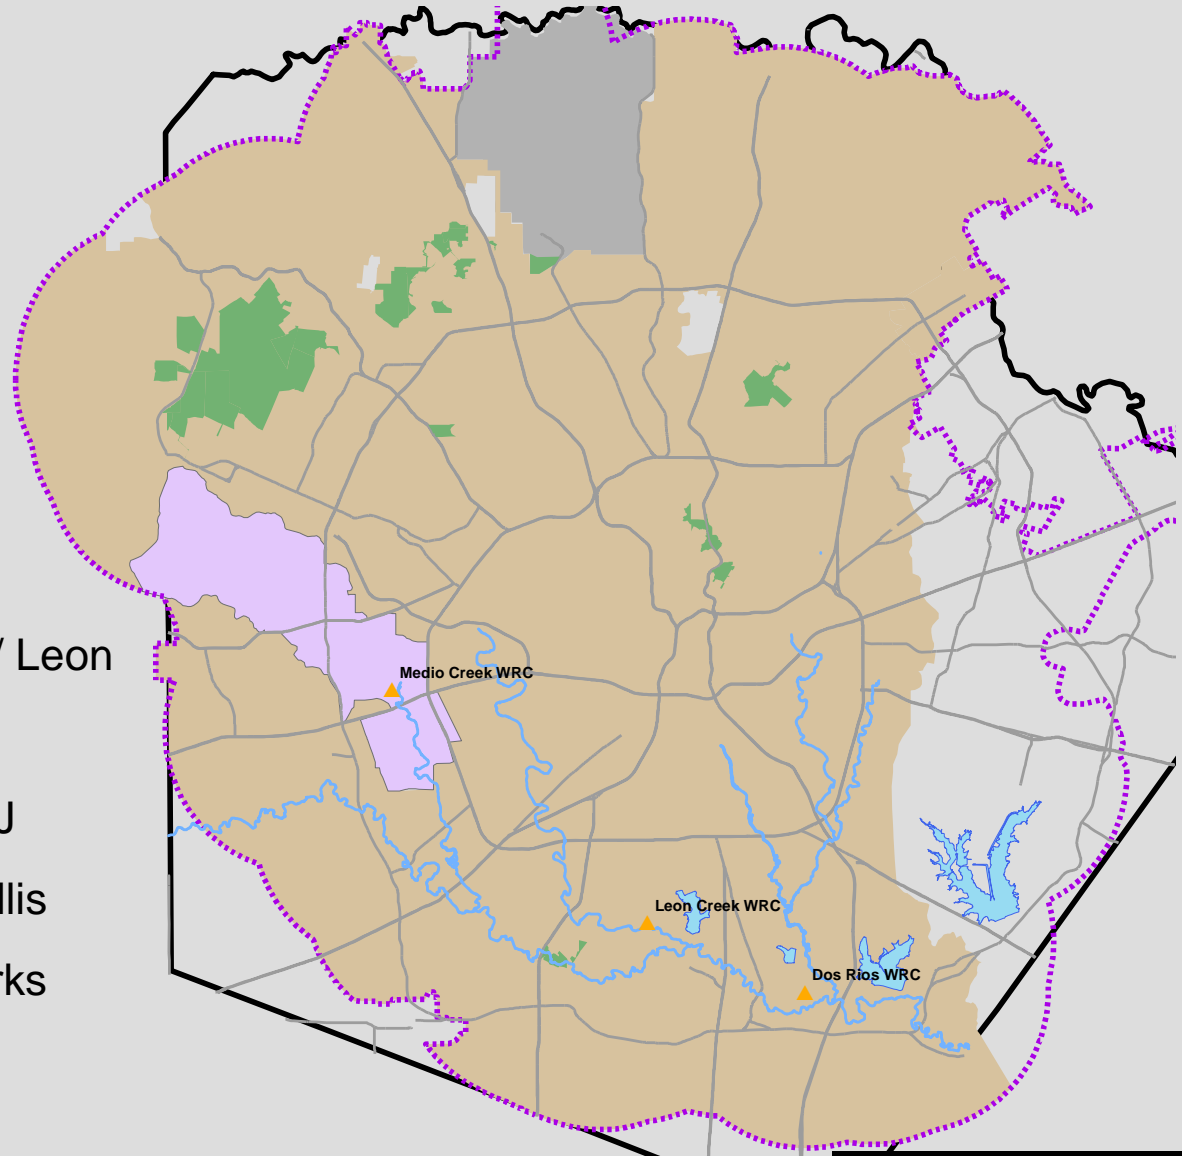 / Leon
Medio Creek WRC
J
llis
Leon Creek WRC
Dos Rios WRC
rks